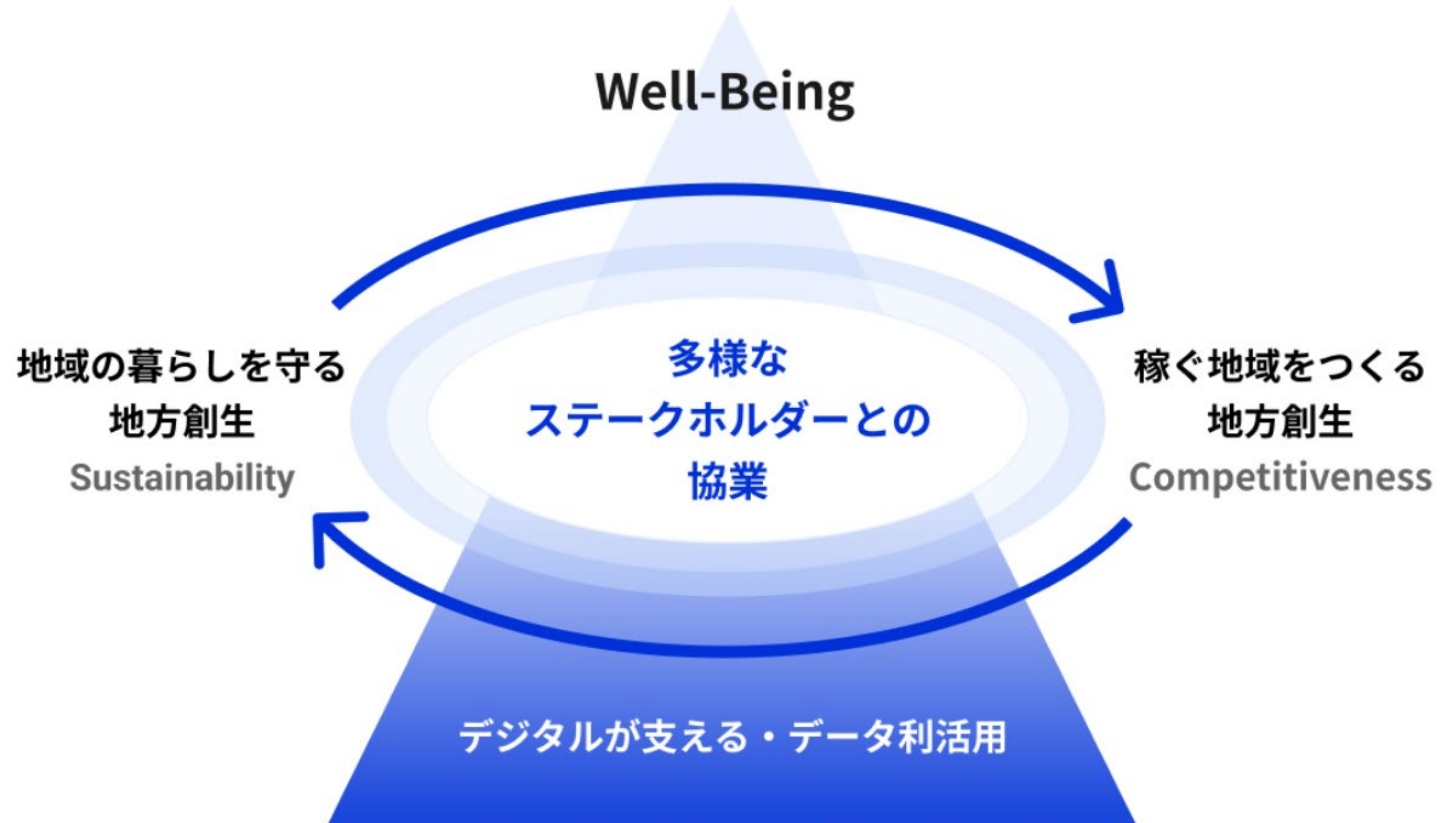 Well-Being
地域の暮らしを守る
地方創生
Sustainability
多様な
ステークホルダーとの
協業
稼ぐ地域をつくる
地方創生
Competitiveness
デジタルが支える・データ利活用